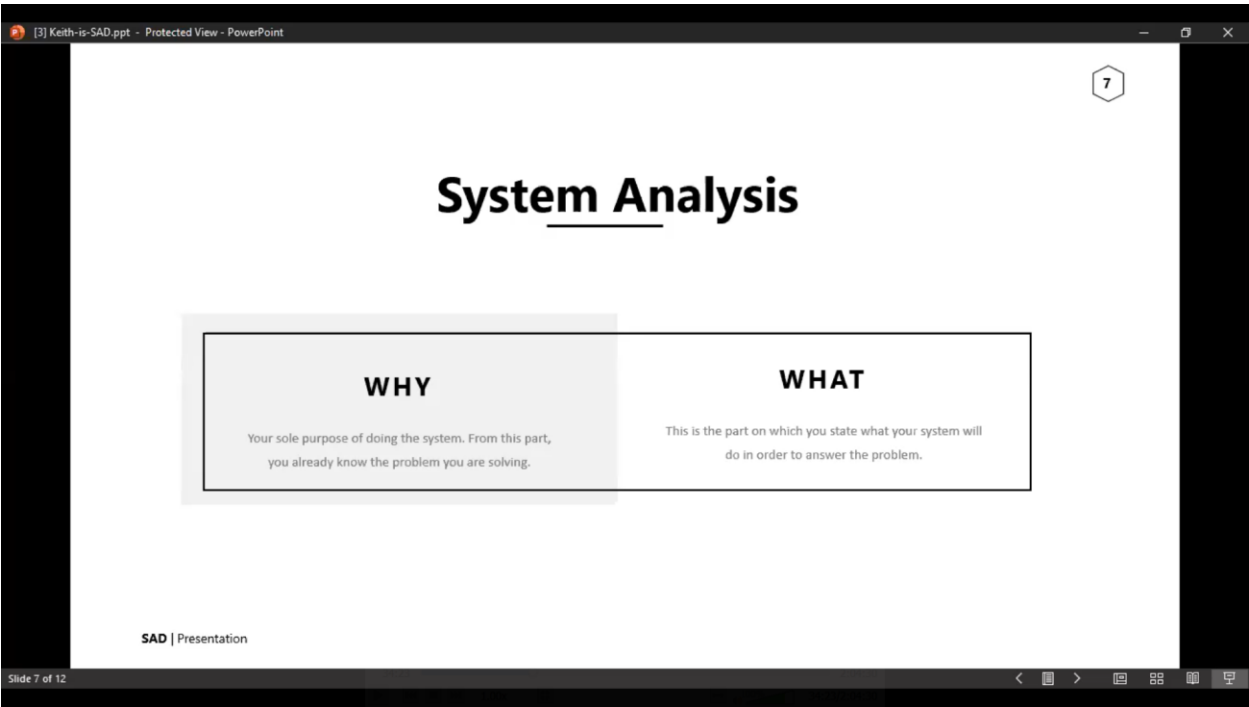 [3] Keith-is-SAD.ppt - Protected View - PowerPoint
7
System Analysis
WHY
Your sole purpose of doing the system. From this part,
you already know the problem you are solving.
WHAT
This is the part on which you state what your system will
do in order to answer the problem.
SAD | Presentation
Slide 7 of 12